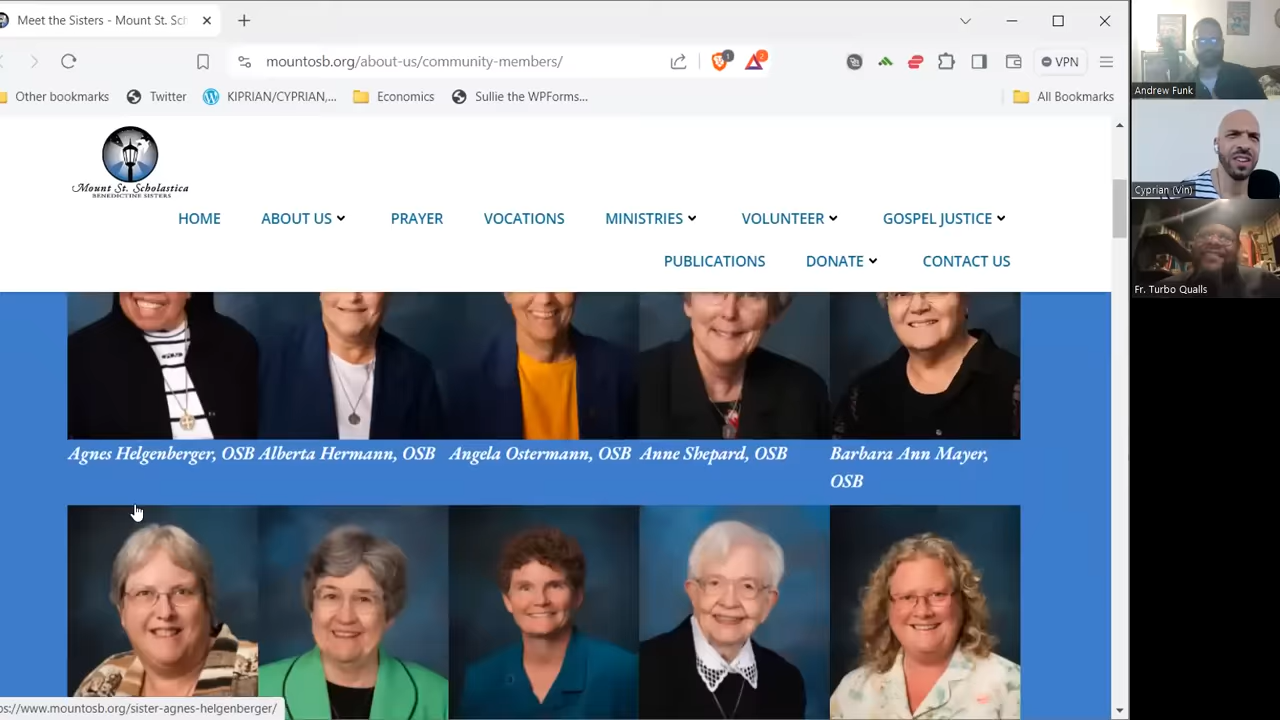 Meet the Sisters - Mount St. Sch
mountosb.org/about-us/community-members/
VPN
Other bookmarks
Twitter
KIPRIAN/CYPRIAN,...
Economics
Sullie the WPForms...
All Bookmarks
Mount St. Scholastica
BENEDICTINE SISTERS
HOME
ABOUT US
PRAYER
VOCATIONS
MINISTRIES
VOLUNTEER
GOSPEL JUSTICE
PUBLICATIONS
DONATE
CONTACT US
Agnes Helgenberger, OSB
Alberta Hermann, OSB
Angela Ostermann, OSB
Anne Shepard, OSB
Barbara Ann Mayer,
OSB
ps://www.mountosb.org/sister-agnes-helgenberger/
Andrew Funk
Cyprian (Vin)
Fr. Turbo Qualls